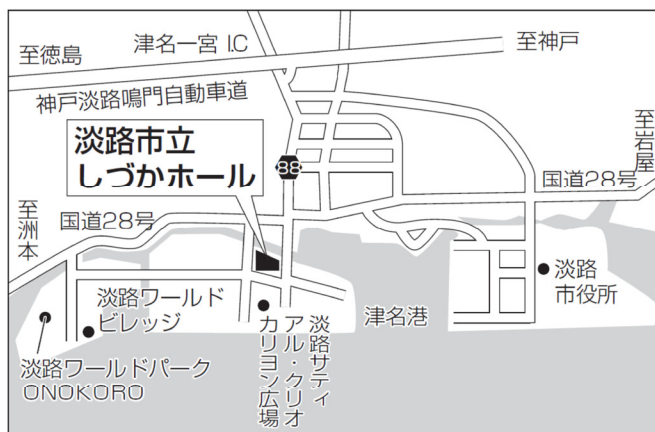 津名一宮 I.C
至徳島
至神戸
神戸淡路鳴門自動車道
淡路市立
しづかホール
88
至岩屋
国道28号
国道28号
至洲本
淡路
市役所
淡路ワールド
ビレッジ
津名港
淡路サティ
アル・クリオ
カリヨン広場
淡路ワールドパーク
ONOKORO